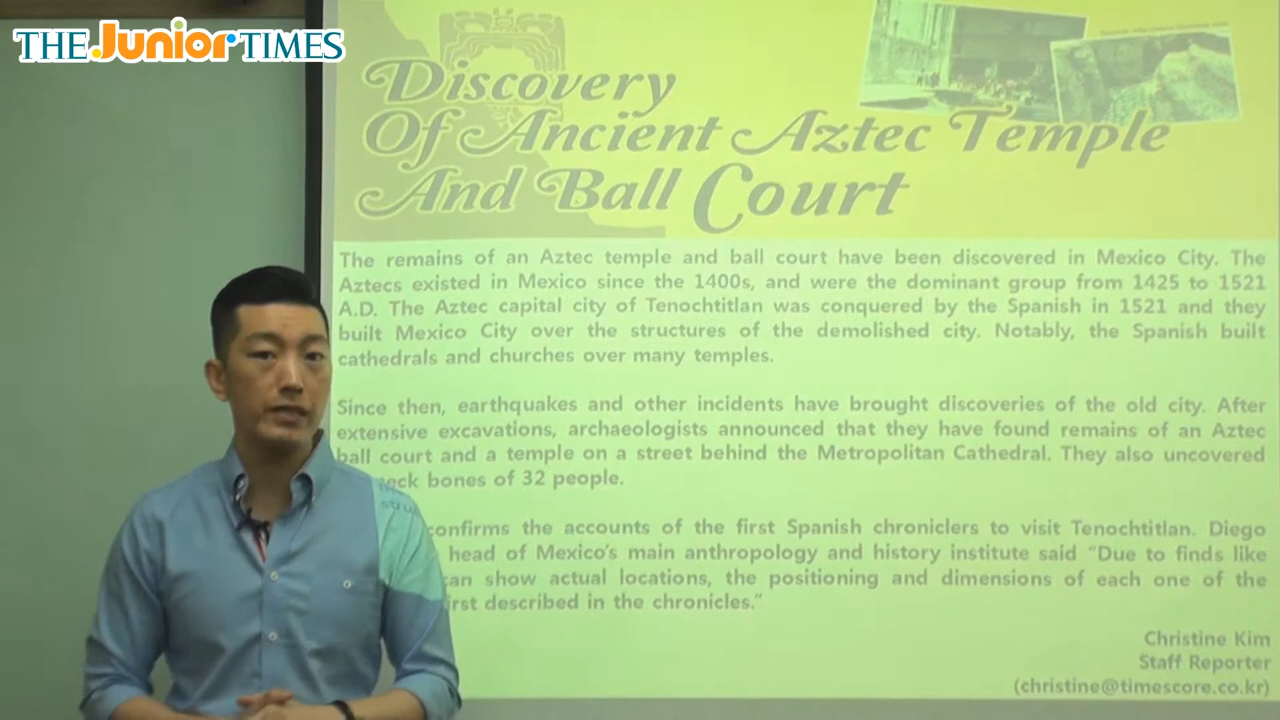 THE Junior TIMES
Discovery
Of Ancient Aztec Temple
And Ball Court
The remains of an Aztec temple and ball court have been discovered in Mexico City. The
Aztecs existed in Mexico since the 1400s, and were the dominant group from 1425 to 1521
A.D. The Aztec capital city of Tenochtitlan was conquered by the Spanish in 1521 and they
built Mexico City over the structures of the demolished city. Notably, the Spanish built
cathedrals and churches over many temples.
Since then, earthquakes and other incidents have brought discoveries of the old city. After
extensive excavations, archaeologists announced that they have found remains of an Aztec
ball court and a temple on a street behind the Metropolitan Cathedral. They also uncovered
bones of 32 people.
confirms the accounts of the first Spanish chroniclers to visit Tenochtitlan. Diego
head of Mexico's main anthropology and history institute said "Due to finds like
show actual locations, the positioning and dimensions of each one of the
described in the chronicles."
Christine Kim
Staff Reporter
(christine@timescore.co.kr)